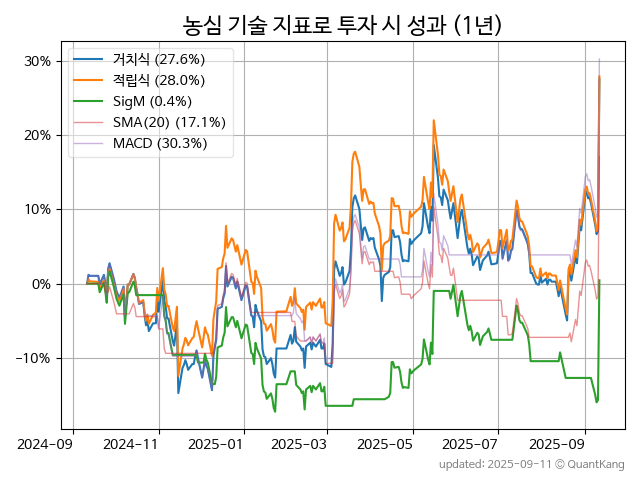 농심 기술 지표로 투자 시 성과 (1년)
거치식 (27.6%)
적립식 (28.0%)
SigM (0.4%)
SMA(20) (17.1%)
MACD (30.3%)
30%
20%
10%
0%
−10%
2024-09
2024-11
2025-01
2025-03
2025-05
2025-07
2025-09
updated: 2025-09-11 © QuantKang